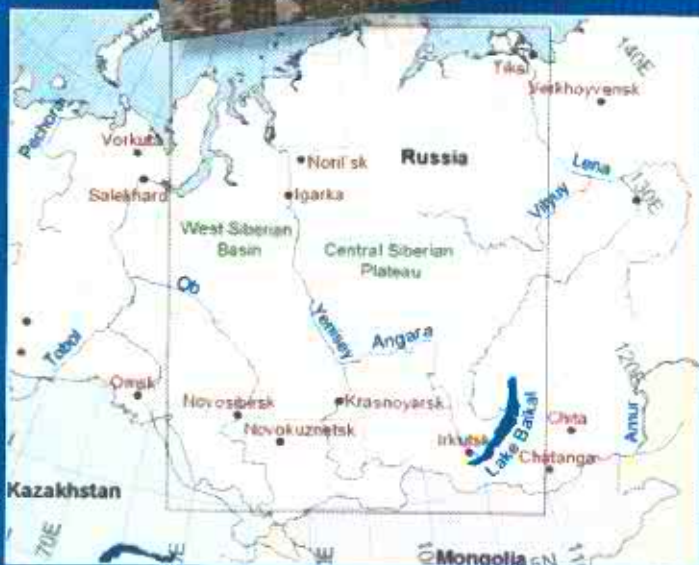 140E
Tiksi
Verkhoyvensk
Pechora
Vorkuta
Noril'sk
Russia
Lena
Salekhard
Igarka
Vilyuy
130E
West Siberian
Basin
Central Siberian
Plateau
Ob
Yenisey
Angara
Tobol
120E
Omsk
Novosibirsk
Krasnoyarsk
Novokuznetsk
Irkutsk
Lake Baikal
Chita
Amur
Chatanga
Kazakhstan
70E
Mongolia